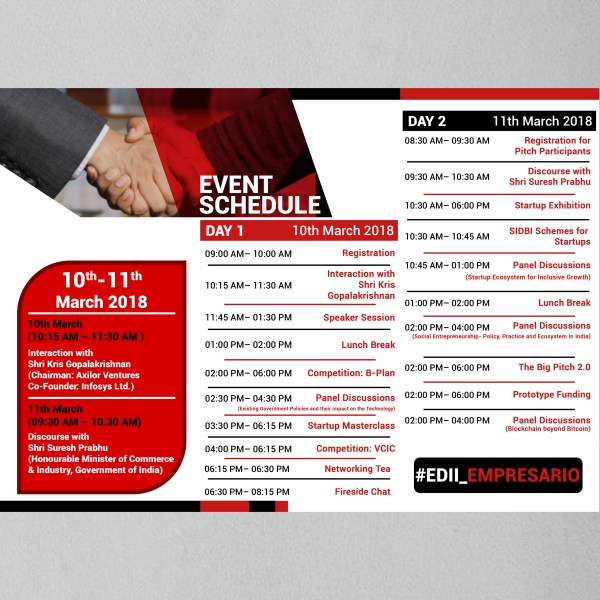 EVENT
SCHEDULE
10th-11th
March 2018
10th March
(10:15 AM – 11:30 AM )
Interaction with
Shri Kris Gopalakrishnan
(Chairman: Axilor Ventures
Co-Founder: Infosys Ltd.)
11th March
(09:30 AM – 10.30 AM)
Discourse with
Shri Suresh Prabhu
(Honourable Minister of Commerce
& Industry, Government of India)
DAY 1 10th March 2018
09:00 AM– 10:00 AM Registration
10:15 AM– 11:30 AM Interaction with
Shri Kris
Gopalakrishnan
11:45 AM– 01:30 PM Speaker Session
01:00 PM– 02:00 PM Lunch Break
02:00 PM– 06:00 PM Competition: B-Plan
02:30 PM– 04:30 PM Panel Discussions
(Existing Government Policies and their impact on the Technology)
03:30 PM– 06:15 PM Startup Masterclass
04:00 PM– 06:15 PM Competition: VCIC
06:15 PM– 06:30 PM Networking Tea
06:30 PM– 08:15 PM Fireside Chat
DAY 2 11th March 2018
08:30 AM– 09:30 AM Registration for
Pitch Participants
09:30 AM– 10:30 AM Discourse with
Shri Suresh Prabhu
10:30 AM– 06:00 PM Startup Exhibition
10:30 AM– 10:45 AM SIDBI Schemes for
Startups
10:45 AM– 01:00 PM Panel Discussions
(Startup Ecosystem for Inclusive Growth)
01:00 PM– 02:00 PM Lunch Break
02:00 PM– 04:00 PM Panel Discussions
(Social Entrepreneurship- Policy, Practice and Ecosystem in India)
02:00 PM– 06:00 PM The Big Pitch 2.0
02:00 PM– 06:00 PM Prototype Funding
02:00 PM– 04:00 PM Panel Discussions
(Blockchain beyond Bitcoin)
#EDII_EMPRESARIO